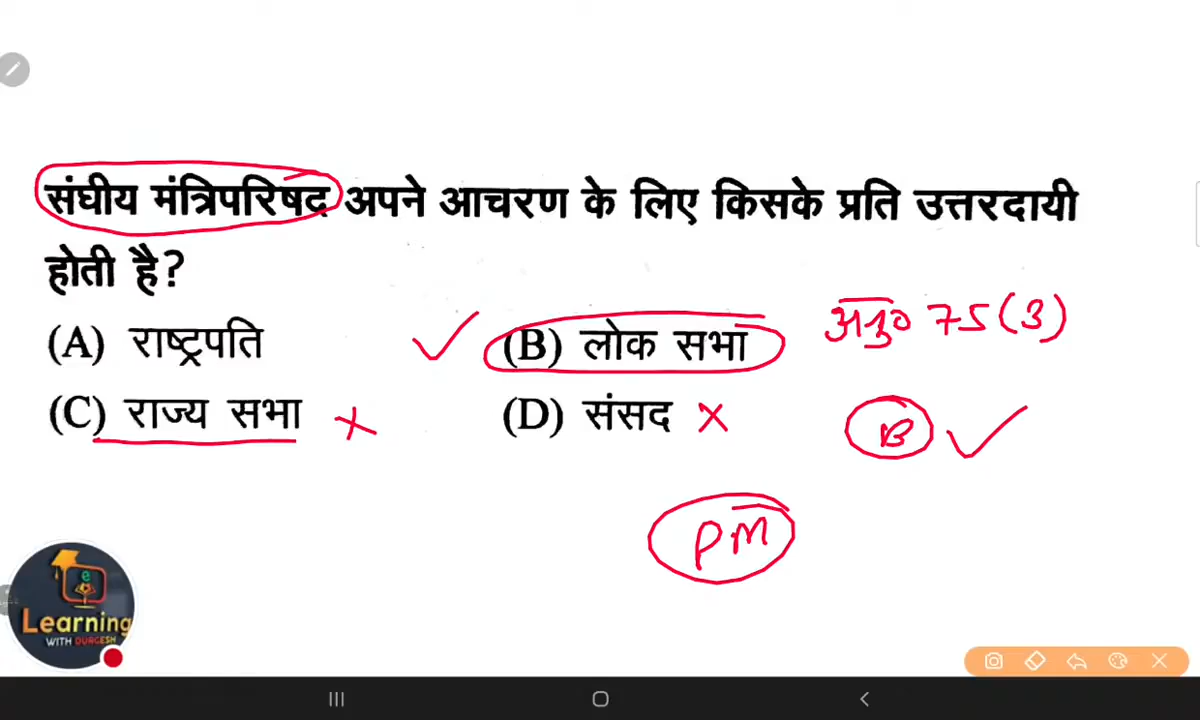 संघीय मंत्रिपरिषद अपने आचरण के लिए किसके प्रति उत्तरदायी
होती है?
(A) राष्ट्रपति
(B) लोक सभा
अनु० 75 (3)
(C) राज्य सभा
(D) संसद
B
PM
e
Learning
WITH DURGESH